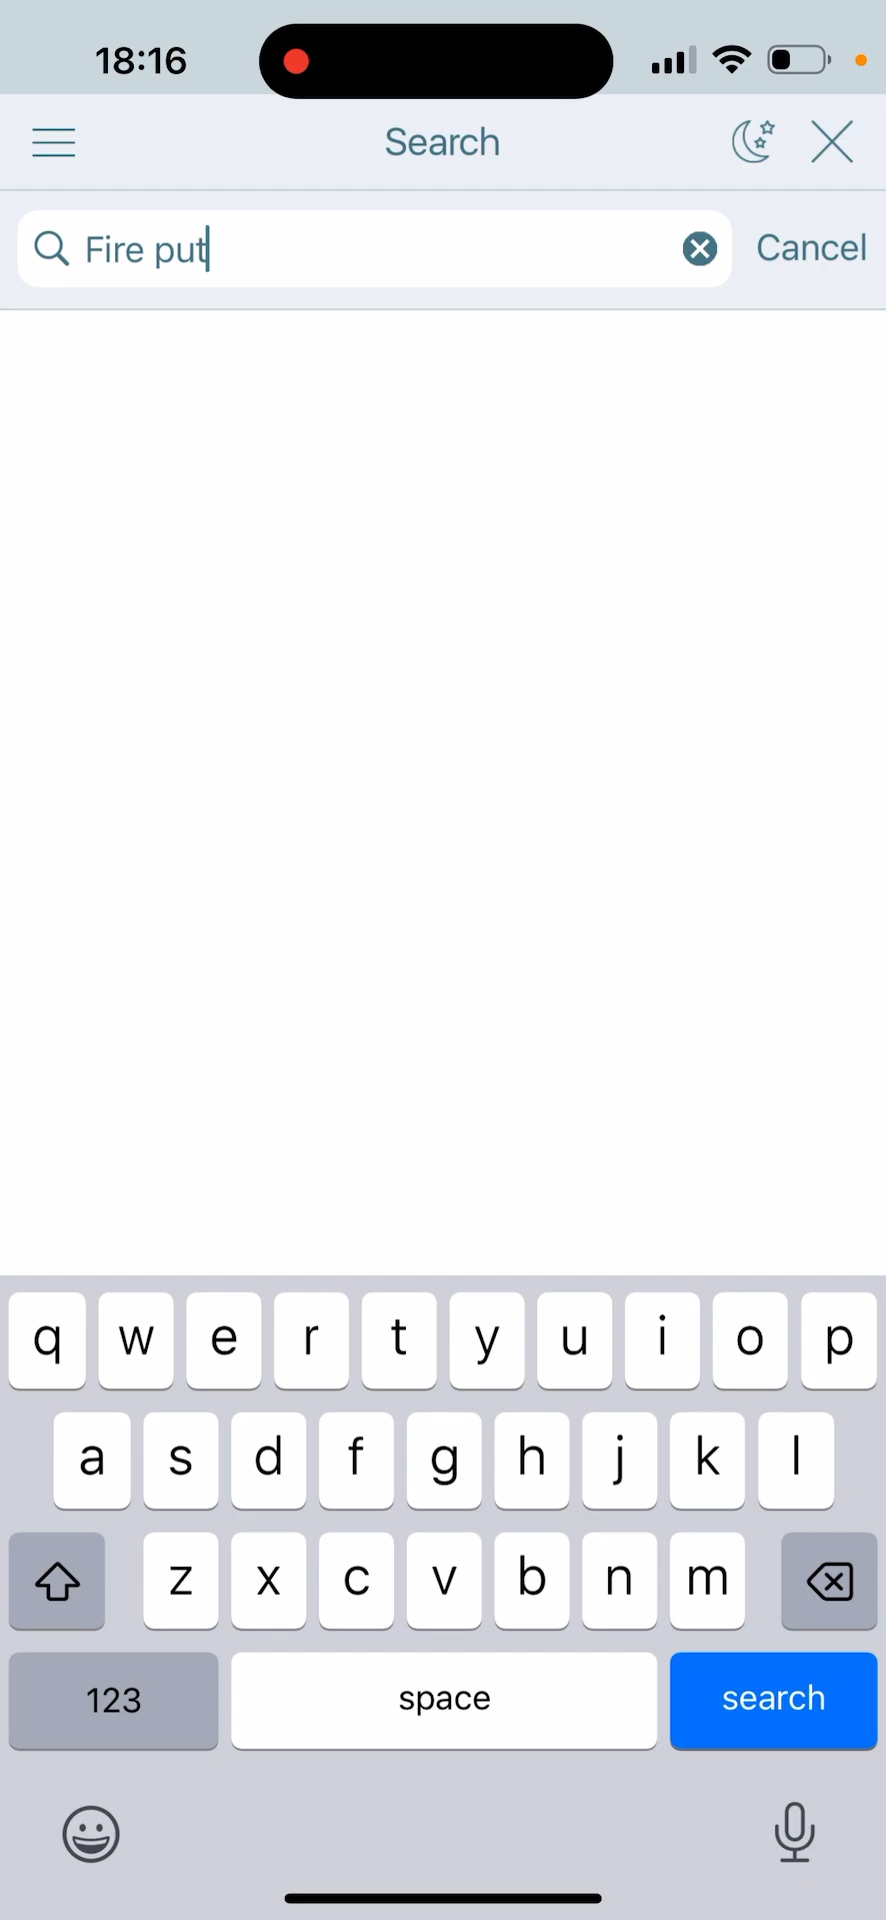 18:16
Search
Fire put
Cancel
q w e r t y u i o p
a s d f g h j k l
z x c v b n m
123 space search